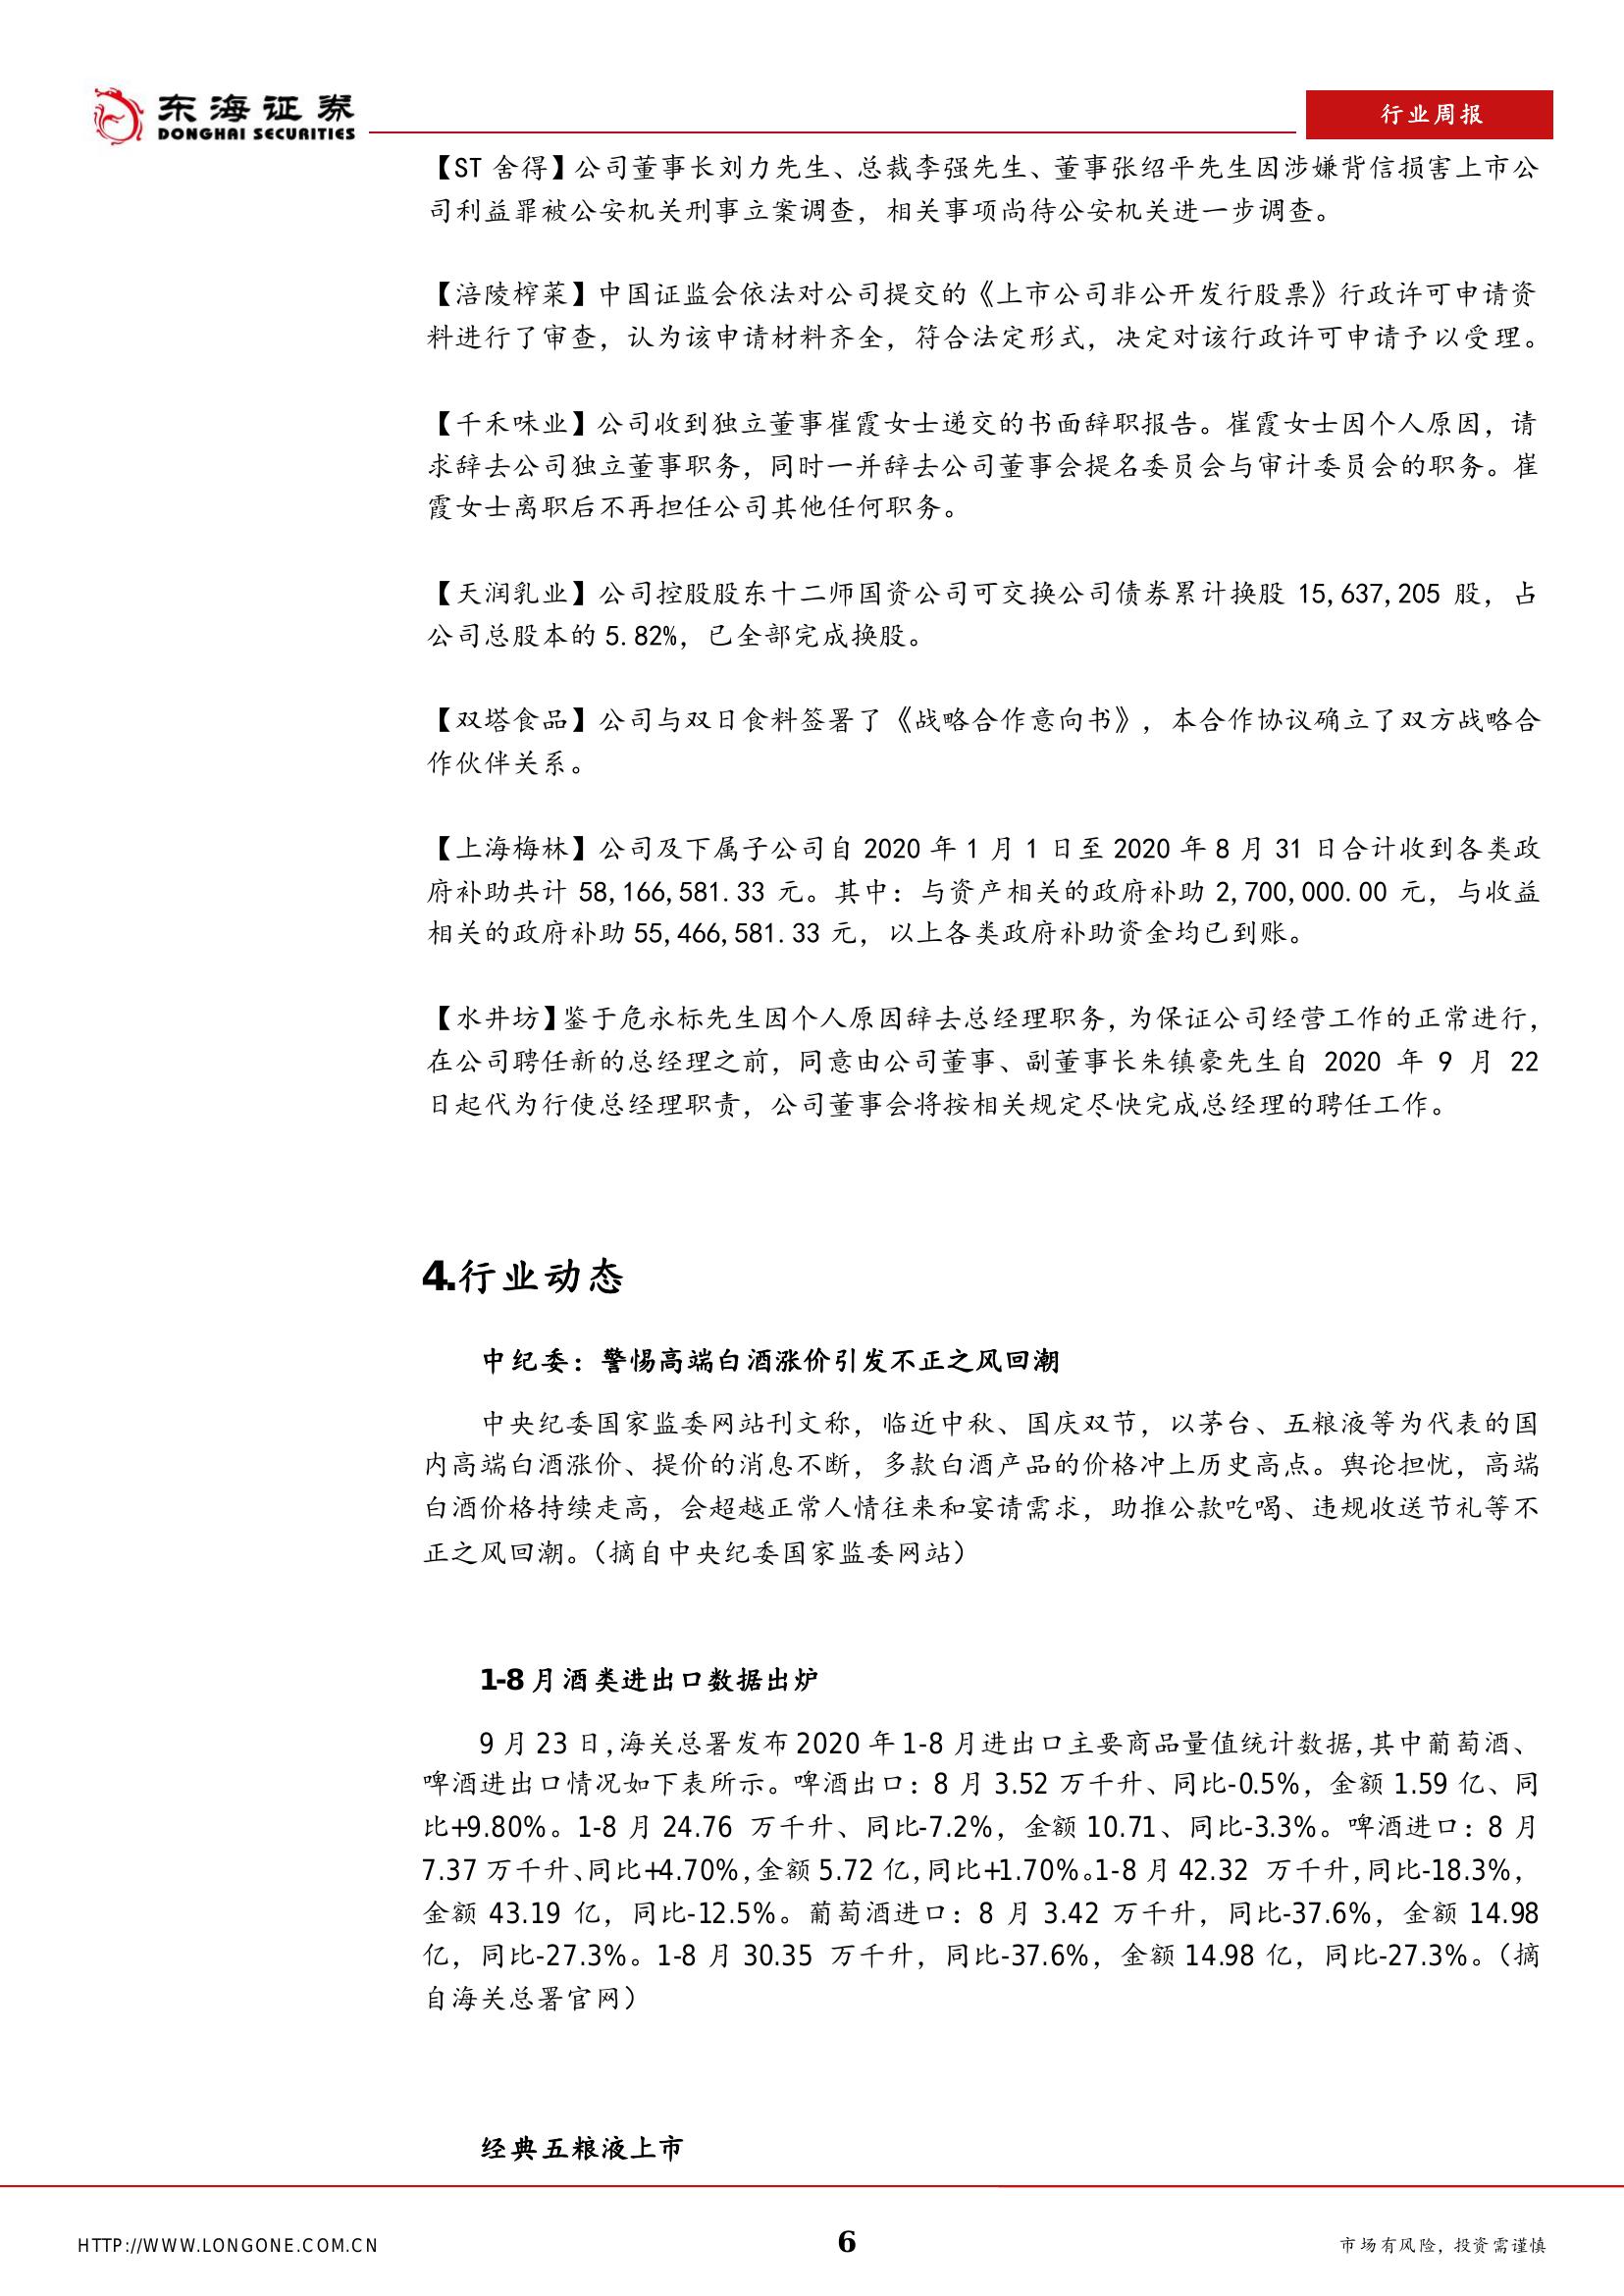 东海证券
DONGHAI SECURITIES
行业周报
【ST 舍得】公司董事长刘力先生、总裁李强先生、董事张绍平先生因涉嫌背信损害上市公
司利益罪被公安机关刑事立案调查，相关事项尚待公安机关进一步调查。
【涪陵榨菜】中国证监会依法对公司提交的《上市公司非公开发行股票》行政许可申请资
料进行了审查，认为该申请材料齐全，符合法定形式，决定对该行政许可申请予以受理。
【千禾味业】公司收到独立董事崔霞女士递交的书面辞职报告。崔霞女士因个人原因，请
求辞去公司独立董事职务，同时一并辞去公司董事会提名委员会与审计委员会的职务。崔
霞女士离职后不再担任公司其他任何职务。
【天润乳业】公司控股股东十二师国资公司可交换公司债券累计换股 15,637,205 股，占
公司总股本的 5.82%，已全部完成换股。
【双塔食品】公司与双日食料签署了《战略合作意向书》，本合作协议确立了双方战略合
作伙伴关系。
【上海梅林】公司及下属子公司自 2020 年 1 月 1 日至 2020 年 8 月 31 日合计收到各类政
府补助共计 58,166,581.33 元。其中：与资产相关的政府补助 2,700,000.00 元，与收益
相关的政府补助 55,466,581.33 元，以上各类政府补助资金均已到账。
【水井坊】鉴于危永标先生因个人原因辞去总经理职务，为保证公司经营工作的正常进行，
在公司聘任新的总经理之前，同意由公司董事、副董事长朱镇豪先生自 2020 年 9 月 22
日起代为行使总经理职责，公司董事会将按相关规定尽快完成总经理的聘任工作。
4.行业动态
中纪委：警惕高端白酒涨价引发不正之风回潮
中央纪委国家监委网站刊文称，临近中秋、国庆双节，以茅台、五粮液等为代表的国
内高端白酒涨价、提价的消息不断，多款白酒产品的价格冲上历史高点。舆论担忧，高端
白酒价格持续走高，会超越正常人情往来和宴请需求，助推公款吃喝、违规收送节礼等不
正之风回潮。（摘自中央纪委国家监委网站）
1-8 月酒类进出口数据出炉
9 月 23 日，海关总署发布 2020 年 1-8 月进出口主要商品量值统计数据，其中葡萄酒、
啤酒进出口情况如下表所示。啤酒出口：8 月 3.52 万千升、同比-0.5%，金额 1.59 亿、同
比+9.80%。1-8 月 24.76 万千升、同比-7.2%，金额 10.71、同比-3.3%。啤酒进口：8 月
7.37 万千升、同比+4.70%，金额 5.72 亿，同比+1.70%。1-8 月 42.32 万千升，同比-18.3%，
金额 43.19 亿，同比-12.5%。葡萄酒进口：8 月 3.42 万千升，同比-37.6%，金额 14.98
亿，同比-27.3%。1-8 月 30.35 万千升，同比-37.6%，金额 14.98 亿，同比-27.3%。（摘
自海关总署官网）
经典五粮液上市
HTTP://WWW.LONGONE.COM.CN
6
市场有风险，投资需谨慎